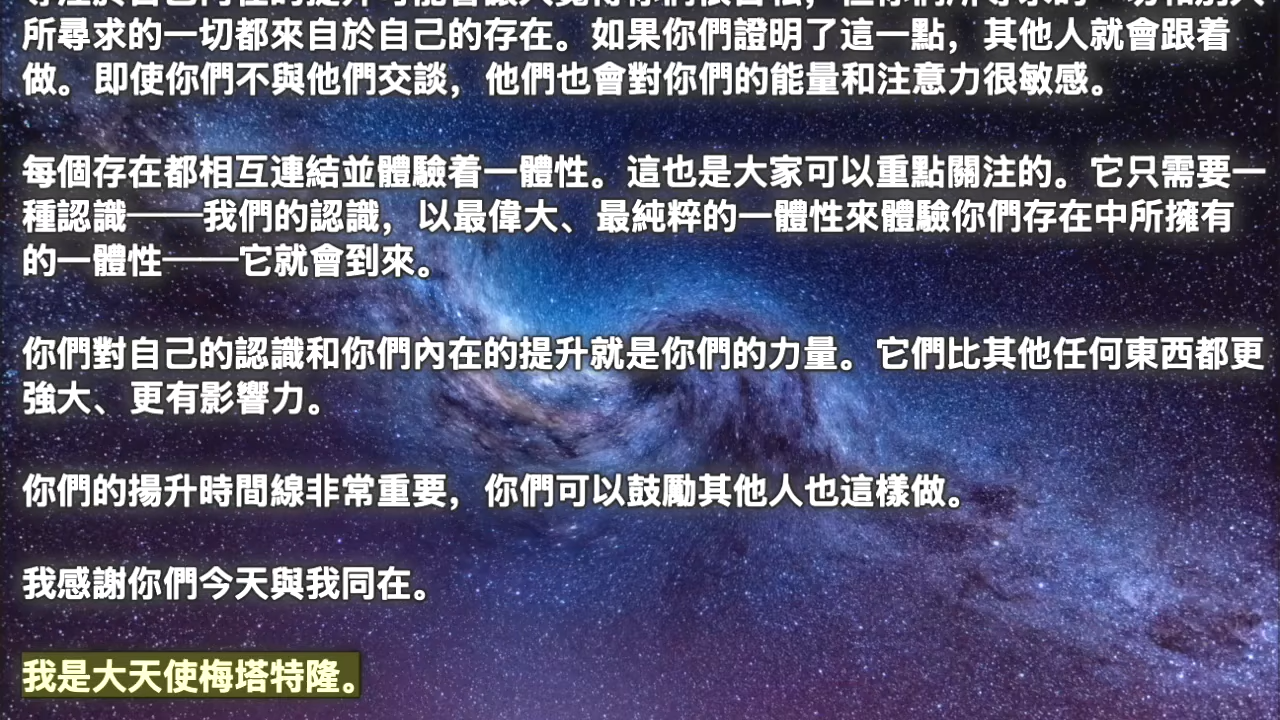 所尋求的一切都來自於自己的存在。如果你們證明了這一點，其他人就會跟着
做。即使你們不與他們交談，他們也會對你們的能量和注意力很敏感。
每個存在都相互連結並體驗着一體性。這也是大家可以重點關注的。它只需要一
種認識——我們的認識，以最偉大、最純粹的一體性來體驗你們存在中所擁有
的一體性——它就會到來。
你們對自己的認識和你們內在的提升就是你們的力量。它們比其他任何東西都更
強大、更有影響力。
你們的揚升時間線非常重要，你們可以鼓勵其他人也這樣做。
我感謝你們今天與我同在。
我是大天使梅塔特隆。